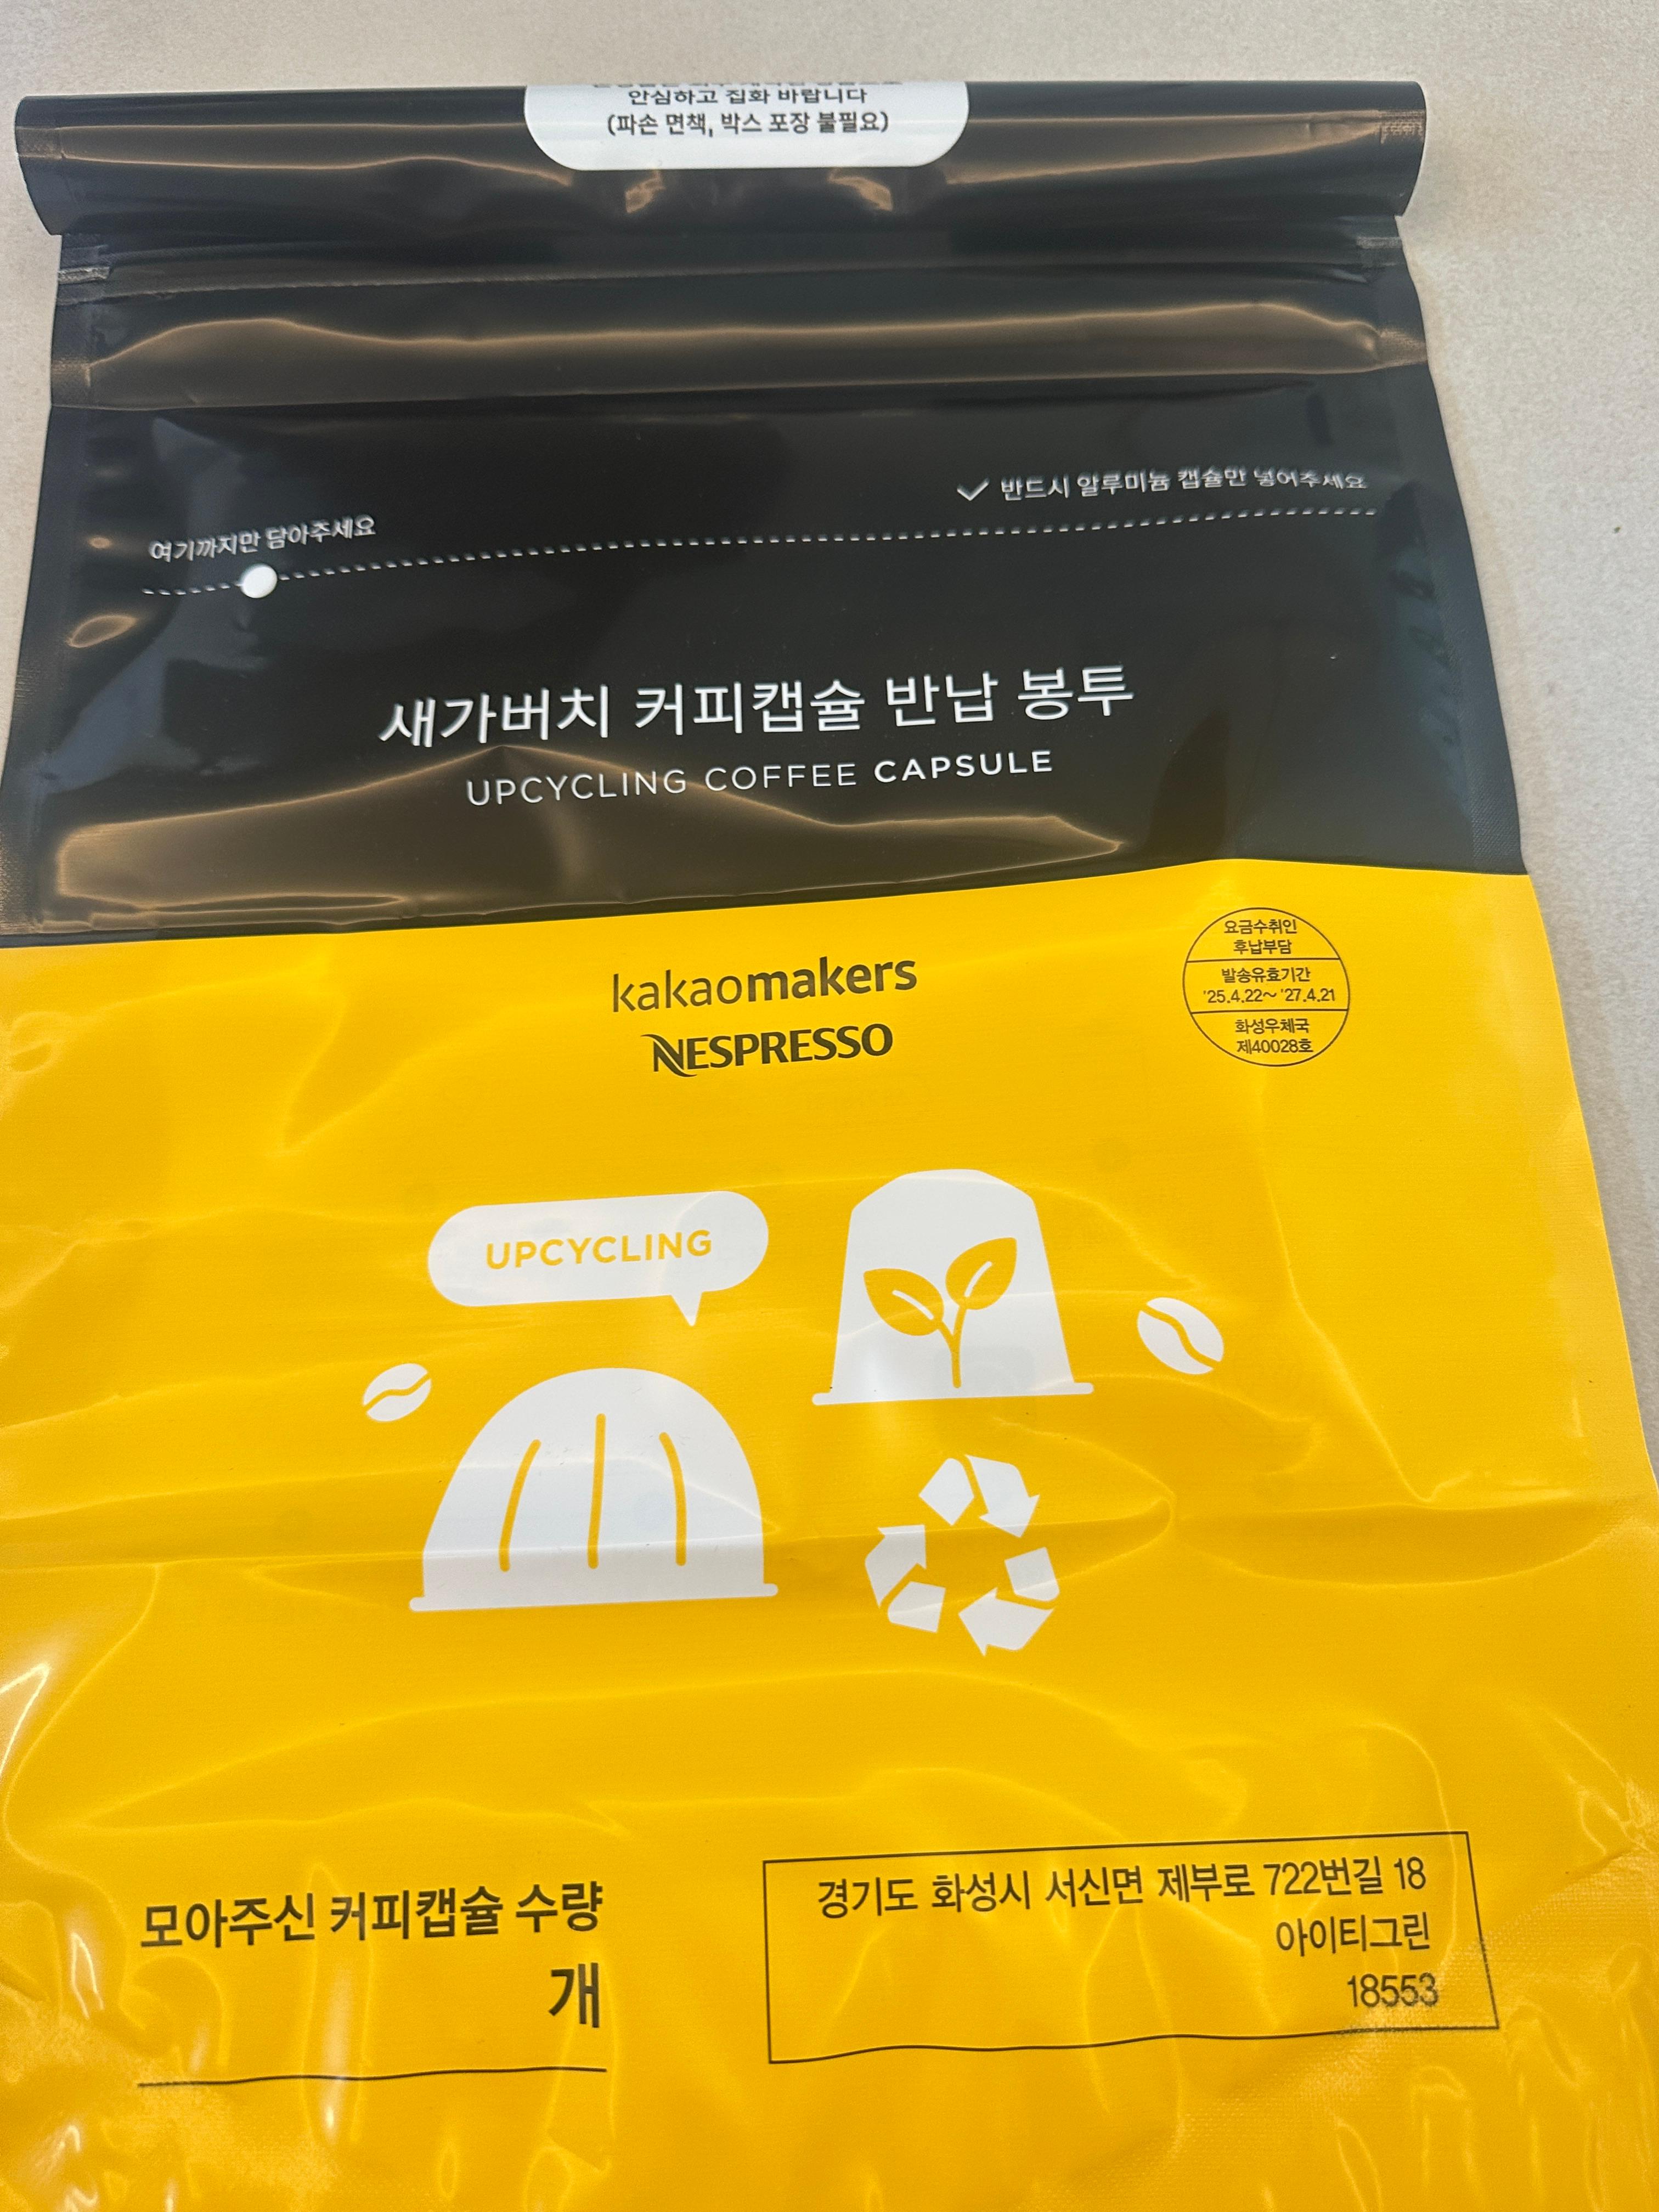 안심하고 집화 바랍니다
(파손 면책, 박스 포장 불필요)
✓ 반드시 알루미늄 캡슐만 넣어주세요
여기까지만 담아주세요
새가버치 커피캡슐 반납 봉투
UPCYCLING COFFEE CAPSULE
kakaomakers
NESPRESSO
요금수취인
후납부담
발송유효기간
'25.4.22~'27.4.21
화성우체국
제40028호
UPCYCLING
모아주신 커피캡슐 수량
개
경기도 화성시 서신면 제부로 722번길 18
아이티그린
18553